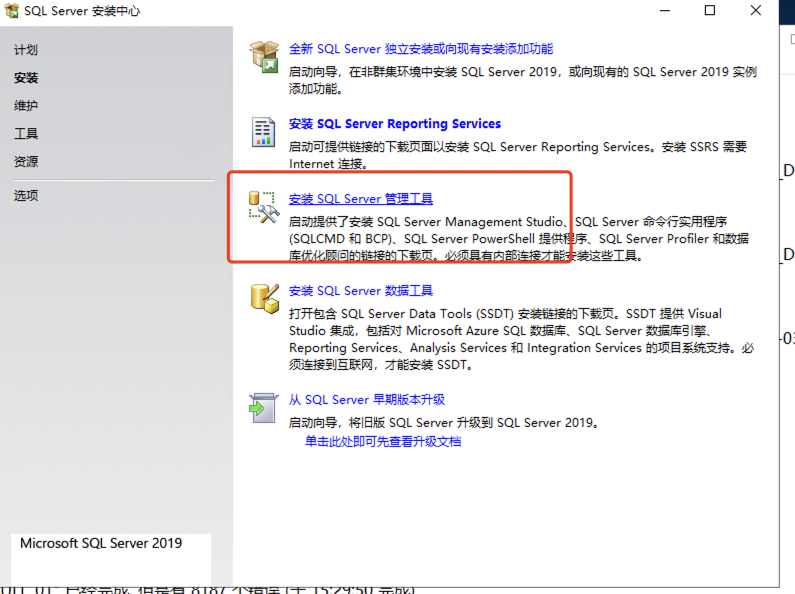 SQL Server 安装中心
计划
安装
维护
工具
资源
选项
全新 SQL Server 独立安装或向现有安装添加功能
启动向导，在非群集环境中安装 SQL Server 2019，或向现有的 SQL Server 2019 实例
添加功能。
安装 SQL Server Reporting Services
启动可提供链接的下载页面以安装 SQL Server Reporting Services。安装 SSRS 需要
Internet 连接。
安装 SQL Server 管理工具
启动提供了安装 SQL Server Management Studio、SQL Server 命令行实用程序
(SQLCMD 和 BCP)、SQL Server PowerShell 提供程序、SQL Server Profiler 和数据
库优化顾问的链接的下载页。必须具有内部连接才能安装这些工具。
安装 SQL Server 数据工具
打开包含 SQL Server Data Tools (SSDT) 安装链接的下载页。SSDT 提供 Visual
Studio 集成，包括对 Microsoft Azure SQL 数据库、SQL Server 数据库引擎、
Reporting Services、Analysis Services 和 Integration Services 的项目系统支持。必
须连接到互联网，才能安装 SSDT。
从 SQL Server 早期版本升级
启动向导，将旧版 SQL Server 升级到 SQL Server 2019。
单击此处即可先查看升级文档
Microsoft SQL Server 2019
_D
_D
-03
已经完成, 但是有 8187 个错误 (于 15:29:50 完成)